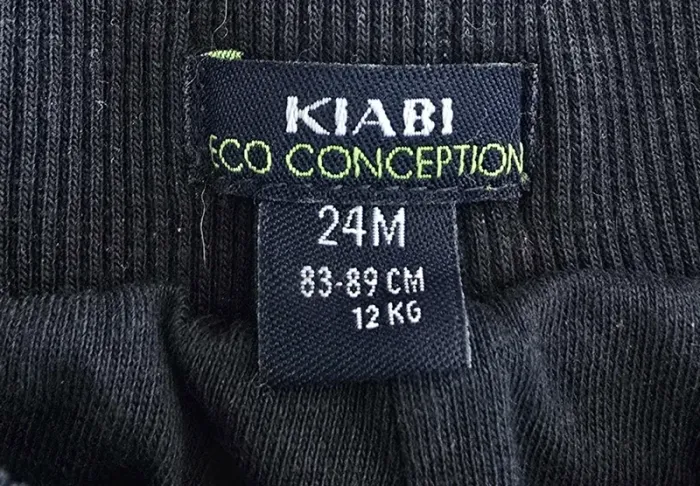 KIABI
ECO CONCEPTION
24M
83-89 CM
12 KG